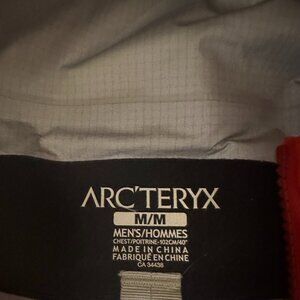 ARC'TERYX
M/M
MEN'S/HOMMES
CHEST/POITRINE-102CM/40"
MADE IN CHINA
FABRIQUÉ EN CHINE
CA 34438